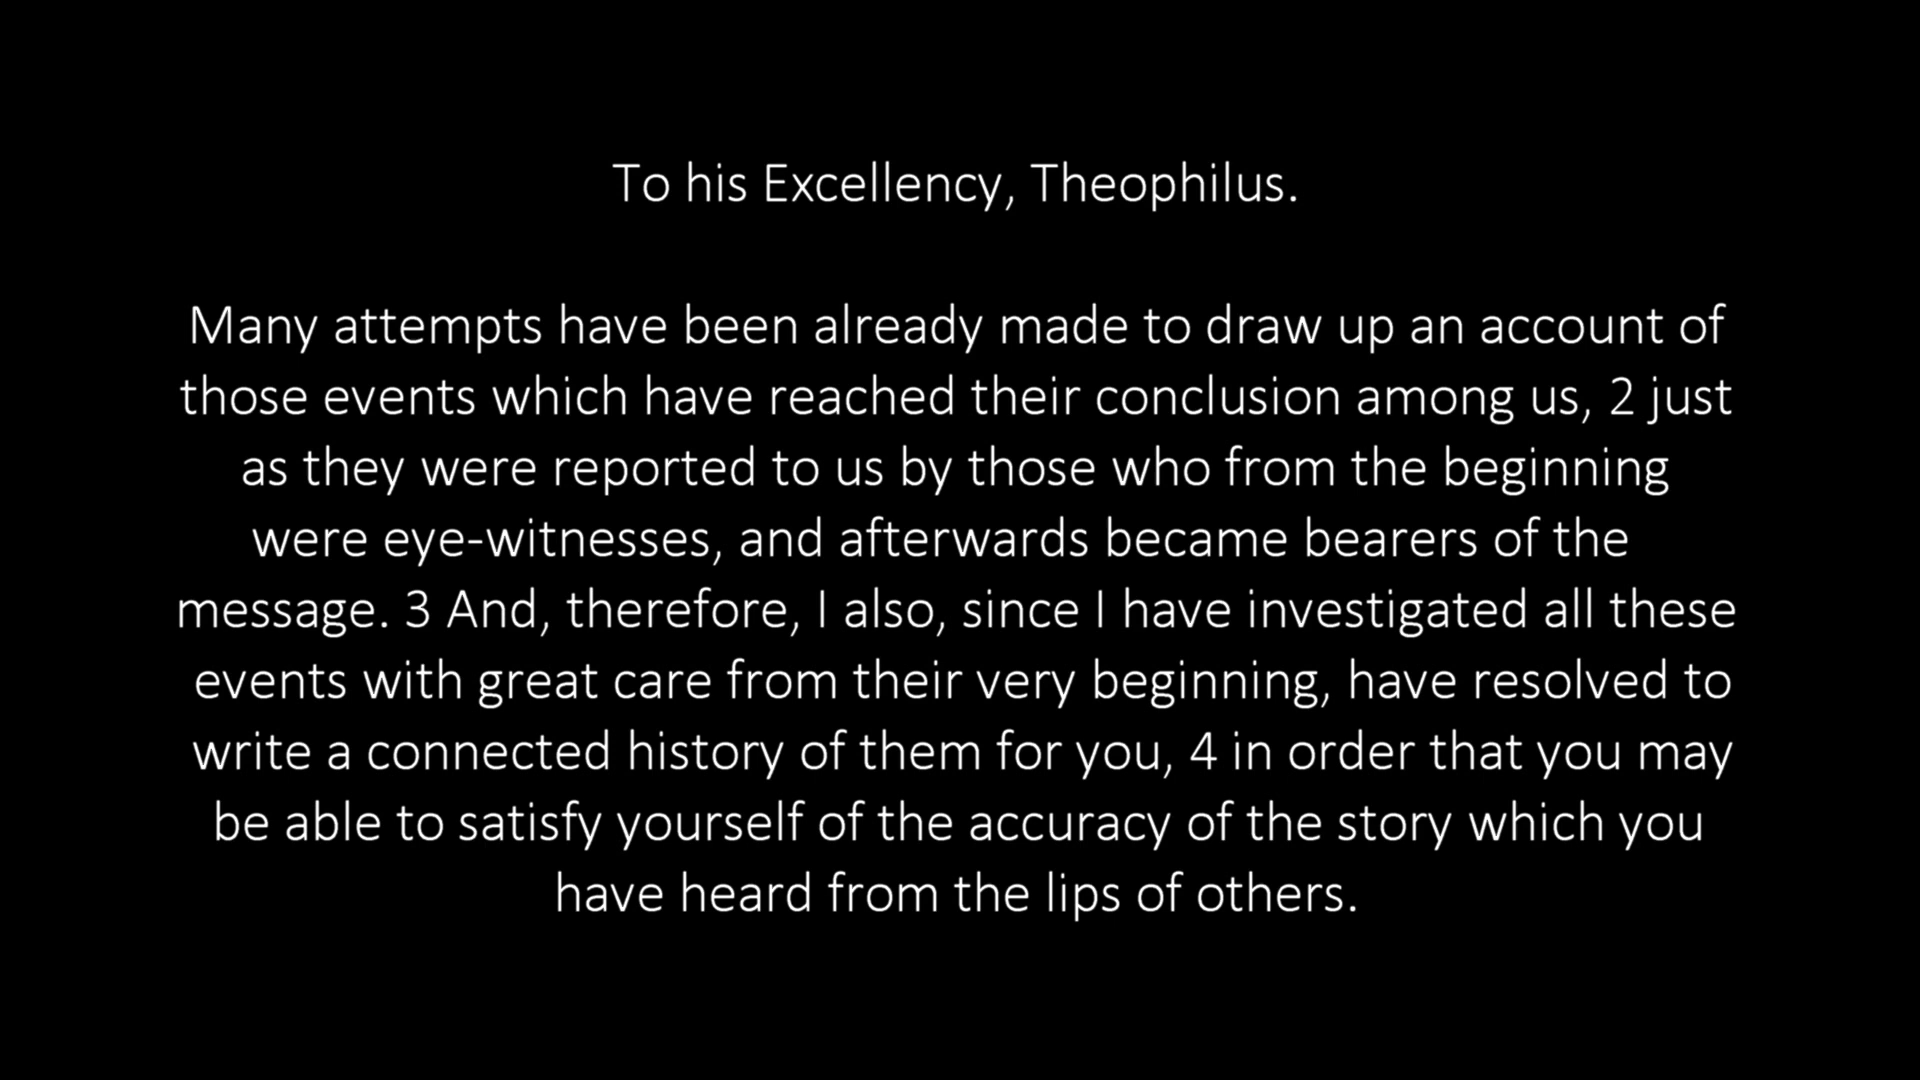 To his Excellency, Theophilus.
Many attempts have been already made to draw up an account of
those events which have reached their conclusion among us, 2 just
as they were reported to us by those who from the beginning
were eye-witnesses, and afterwards became bearers of the
message. 3 And, therefore, I also, since I have investigated all these
events with great care from their very beginning, have resolved to
write a connected history of them for you, 4 in order that you may
be able to satisfy yourself of the accuracy of the story which you
have heard from the lips of others.